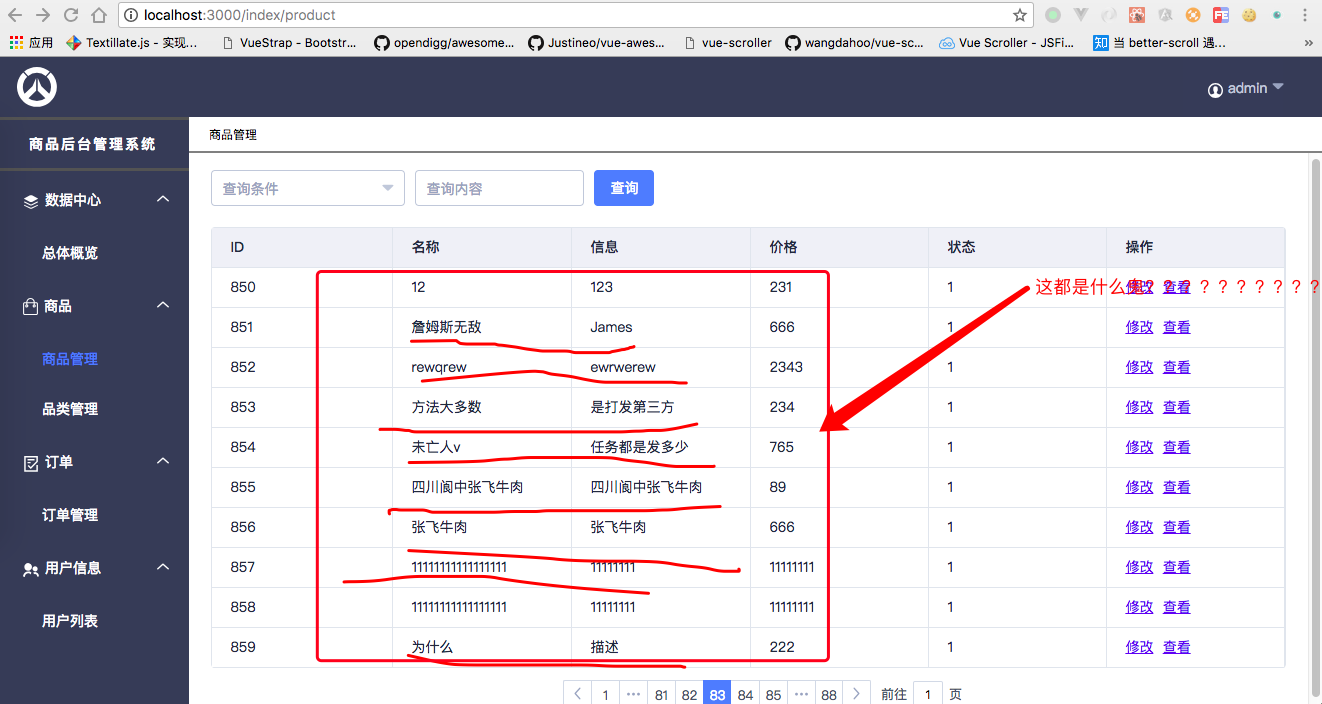 localhost:3000/index/product
应用 Textillate.js - 实现... VueStrap - Bootstr... opendigg/awesome... Justineo/vue-awes... vue-scroller wangdahoo/vue-sc... Vue Scroller - JSFi... 知 当 better-scroll 遇... »
admin
商品后台管理系统
数据中心
总体概览
商品
商品管理
品类管理
订单
订单管理
用户信息
用户列表
商品管理
查询条件 查询内容 查询
ID 名称 信息 价格 状态 操作
850 12 123 231 1 修改 查看
这都是什么鬼？？？？？？？？？？
851 詹姆斯无敌 James 666 1 修改 查看
852 rewqrew ewrwerew 2343 1 修改 查看
853 方法大多数 是打发第三方 234 1 修改 查看
854 未亡人v 任务都是发多少 765 1 修改 查看
855 四川阆中张飞牛肉 四川阆中张飞牛肉 89 1 修改 查看
856 张飞牛肉 张飞牛肉 666 1 修改 查看
857 11111111111111111 11111111 11111111 1 修改 查看
858 11111111111111111 11111111 11111111 1 修改 查看
859 为什么 描述 222 1 修改 查看
1 ··· 81 82 83 84 85 ··· 88 前往 1 页